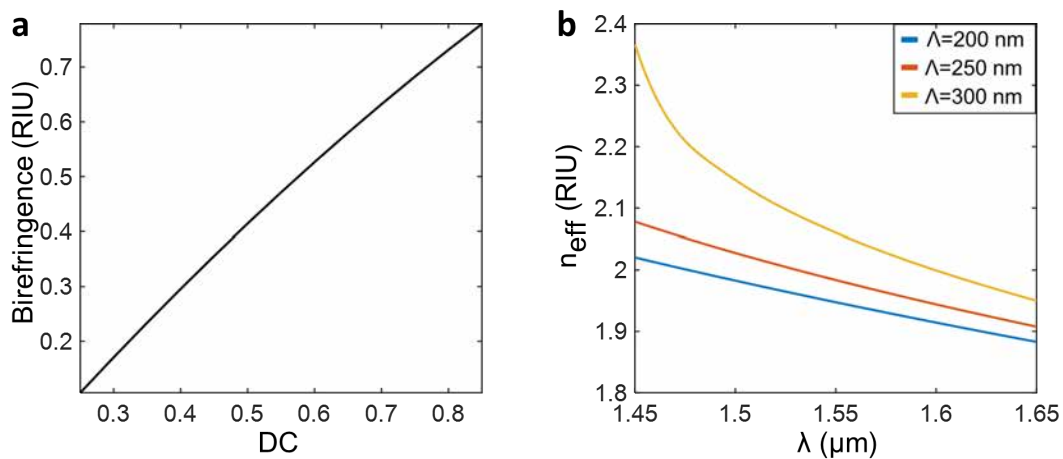 a
Birefringence (RIU)
0.7
0.6
0.5
0.4
0.3
0.2
0.3 0.4 0.5 0.6 0.7 0.8
DC
b
n_eff (RIU)
2.4
2.3
2.2
2.1
2
1.9
1.8
1.45 1.5 1.55 1.6 1.65
λ (μm)
Λ=200 nm
Λ=250 nm
Λ=300 nm